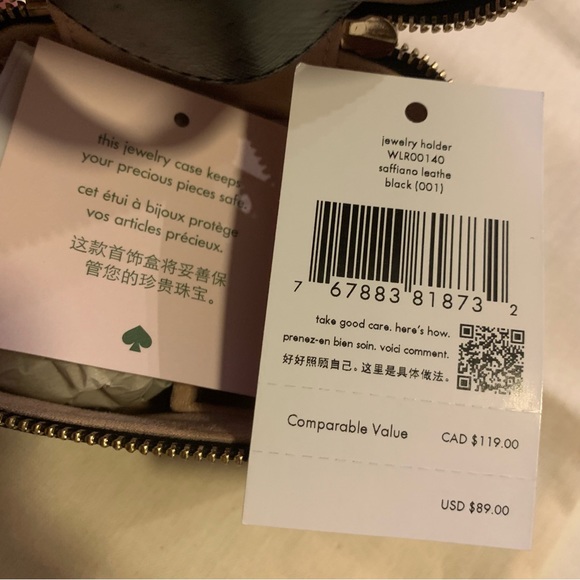 this jewelry case keeps
your precious pieces safe.
cet étui à bijoux protège
vos articles précieux.
这款首饰盒将妥善保
管您的珍贵珠宝。
jewelry holder
WLR00140
saffiano leathe
black (001)
7 67883 81873 2
take good care. here's how.
prenez-en bien soin. voici comment.
好好照顾自己。这里是具体做法。
Comparable Value CAD $119.00
USD $89.00